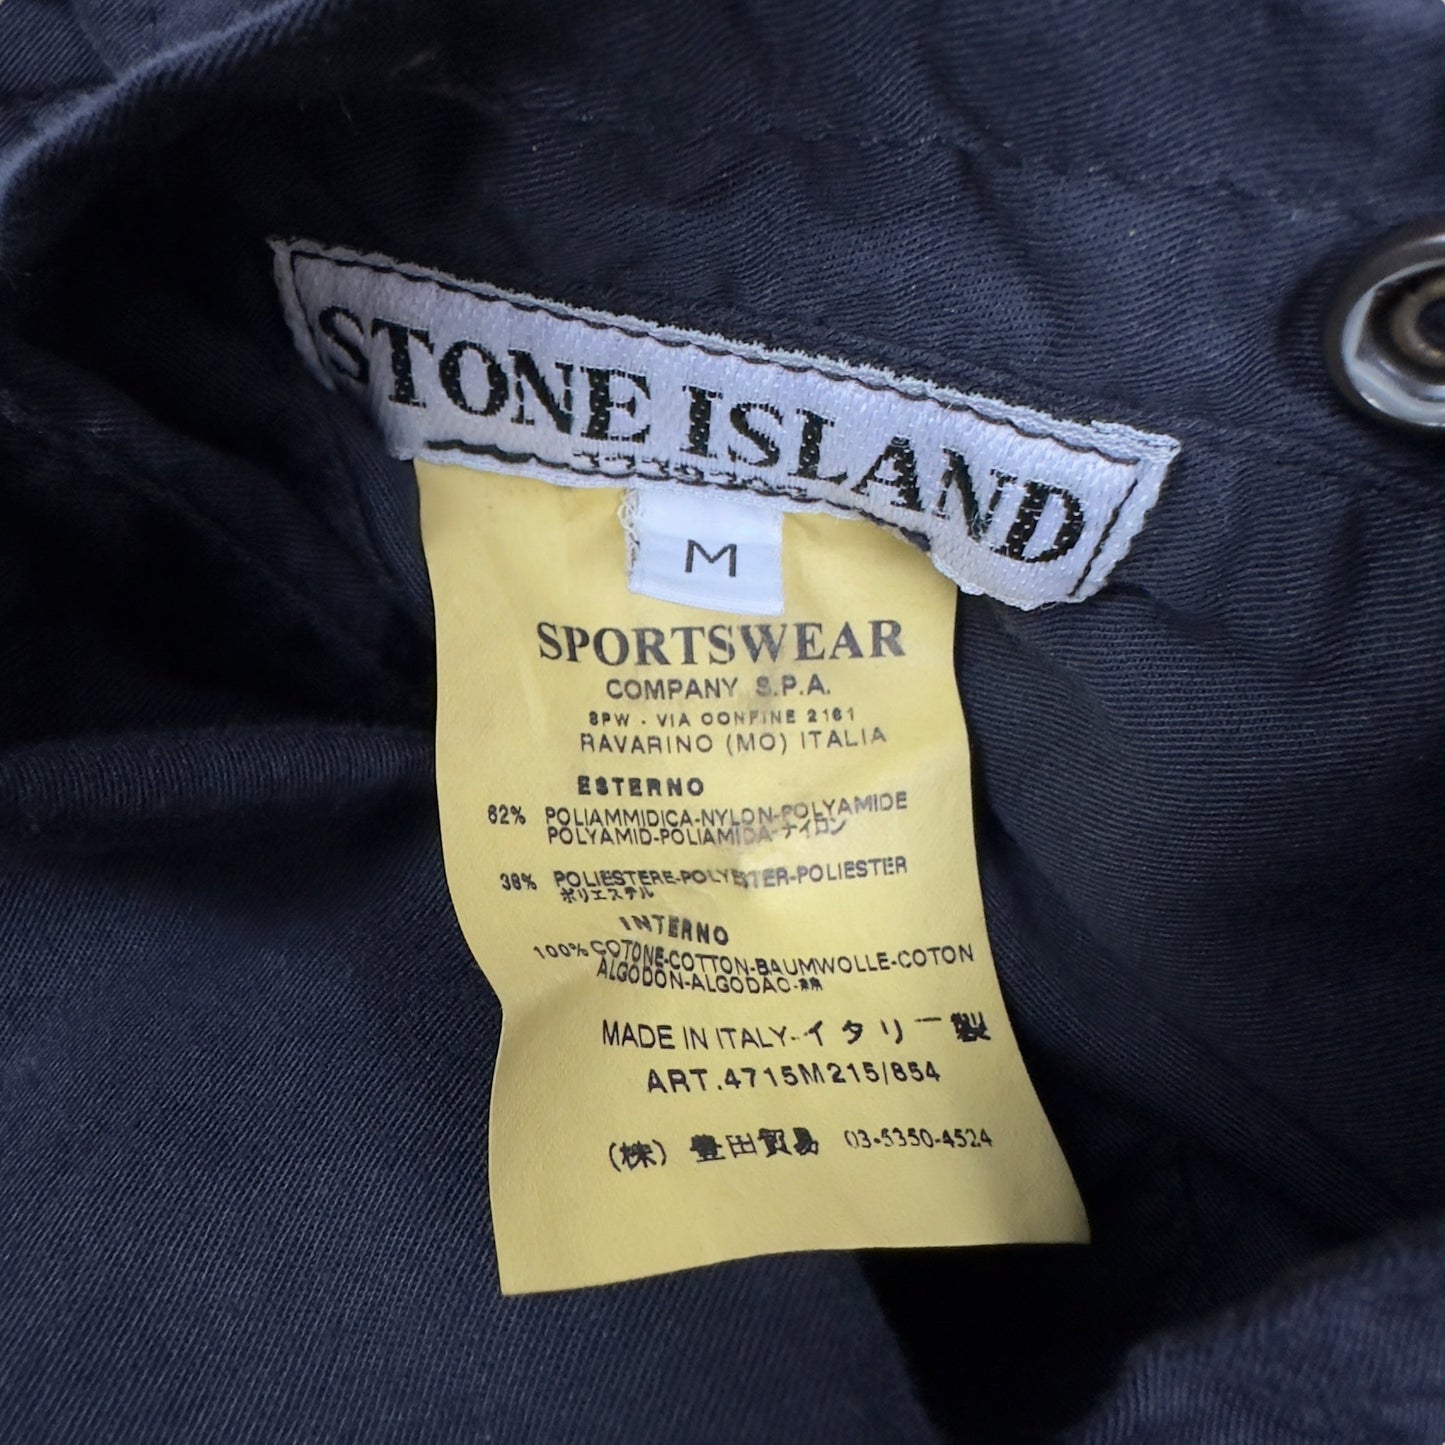 STONE ISLAND
M
SPORTSWEAR
COMPANY S.P.A.
SPW - VIA CONFINE 2161
RAVARINO (MO) ITALIA
ESTERNO
62% POLIAMMIDICA-NYLON-POLYAMIDE
POLYAMID-POLIAMIDA-ナイロン
38% POLIESTERE-POLYESTER-POLIESTER
ポリエステル
INTERNO
100% COTONE-COTTON-BAUMWOLLE-COTON
ALGODON-ALGODAO-綿
MADE IN ITALY-イタリー製
ART.4715M215/854
(株) 豊田貿易 03-5350-4524